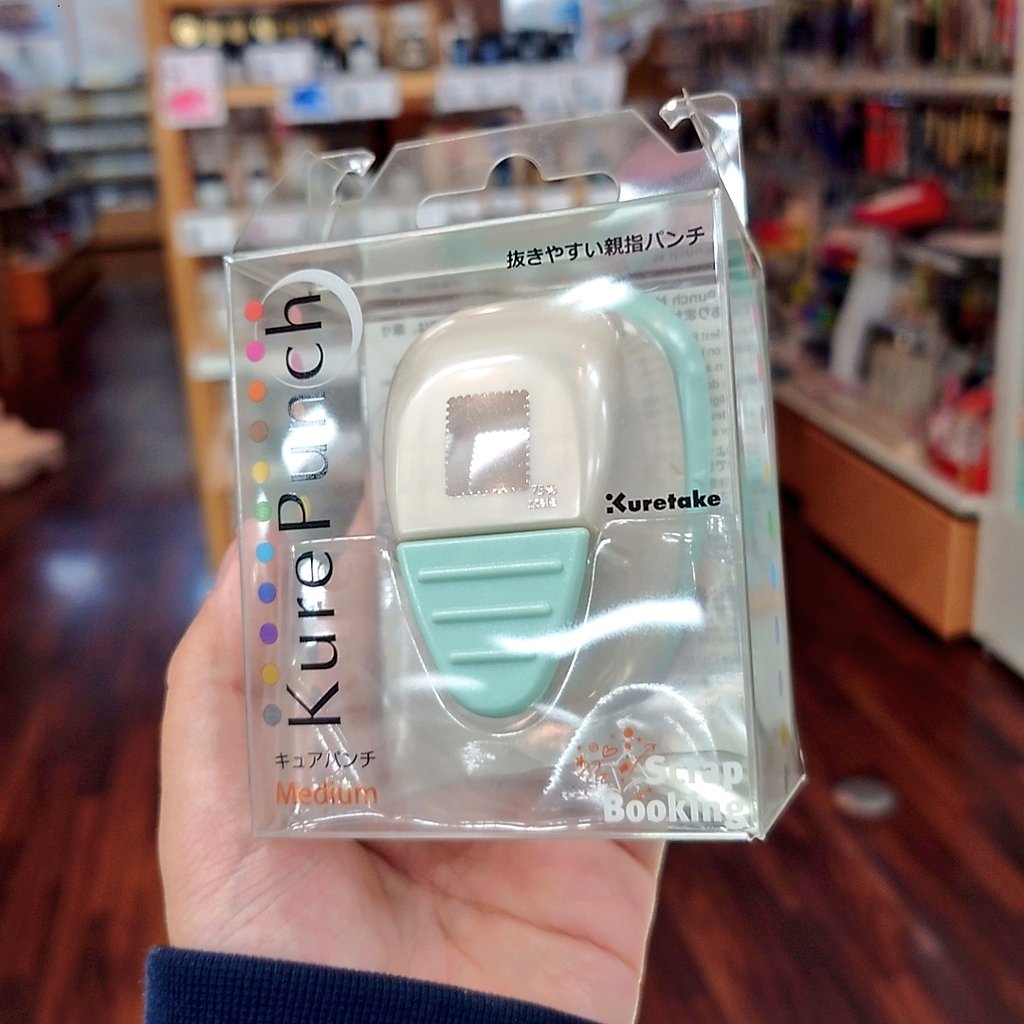 抜きやすい親指パンチ
KurePunch
Kuretake
キュアパンチ
Medium
Scrap
Booking